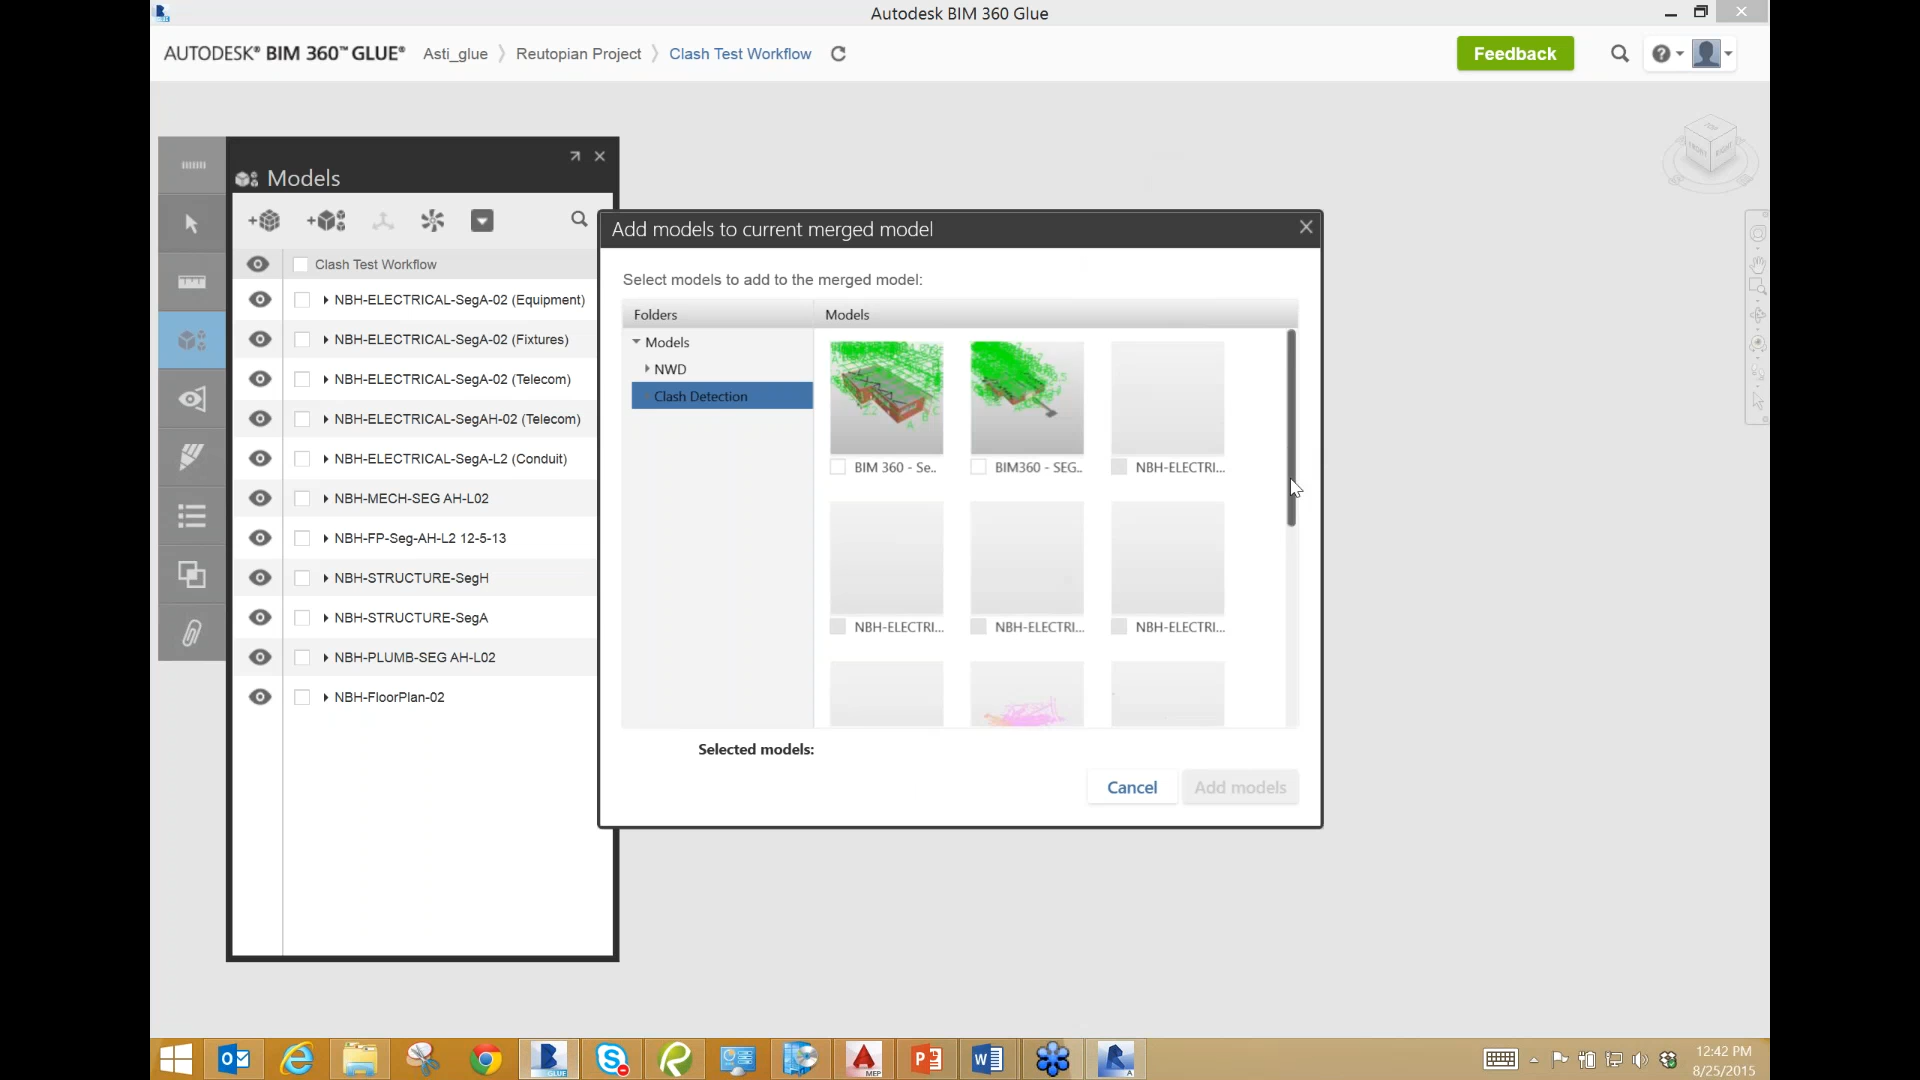 Autodesk BIM 360 Glue
AUTODESK® BIM 360™ GLUE® Asti_glue Reutopian Project Clash Test Workflow
Feedback
Models
Clash Test Workflow
NBH-ELECTRICAL-SegA-02 (Equipment)
NBH-ELECTRICAL-SegA-02 (Fixtures)
NBH-ELECTRICAL-SegA-02 (Telecom)
NBH-ELECTRICAL-SegAH-02 (Telecom)
NBH-ELECTRICAL-SegA-L2 (Conduit)
NBH-MECH-SEG AH-L02
NBH-FP-Seg-AH-L2 12-5-13
NBH-STRUCTURE-SegH
NBH-STRUCTURE-SegA
NBH-PLUMB-SEG AH-L02
NBH-FloorPlan-02
Add models to current merged model
Select models to add to the merged model:
Folders Models
Models
NWD
Clash Detection
BIM 360 - Se.. BIM360 - SEG.. NBH-ELECTRI...
NBH-ELECTRI... NBH-ELECTRI... NBH-ELECTRI...
Selected models:
Cancel Add models
TOP
FRONT RIGHT
GLUE
MEP
12:42 PM
8/25/2015